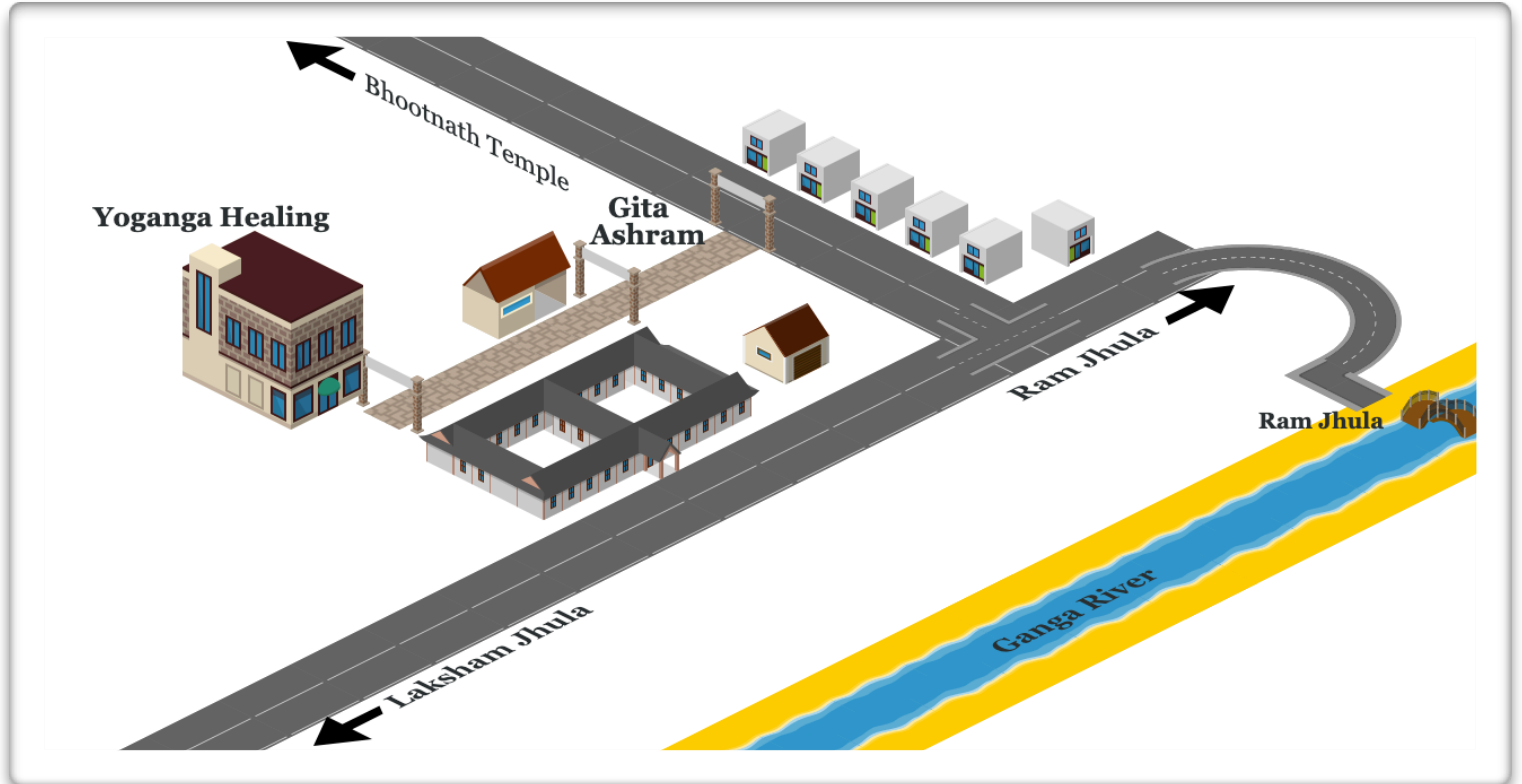 Bhootnath Temple
Yoganga Healing
Gita
Ashram
Ram Jhula
Ram Jhula
Ganga River
Laksham Jhula